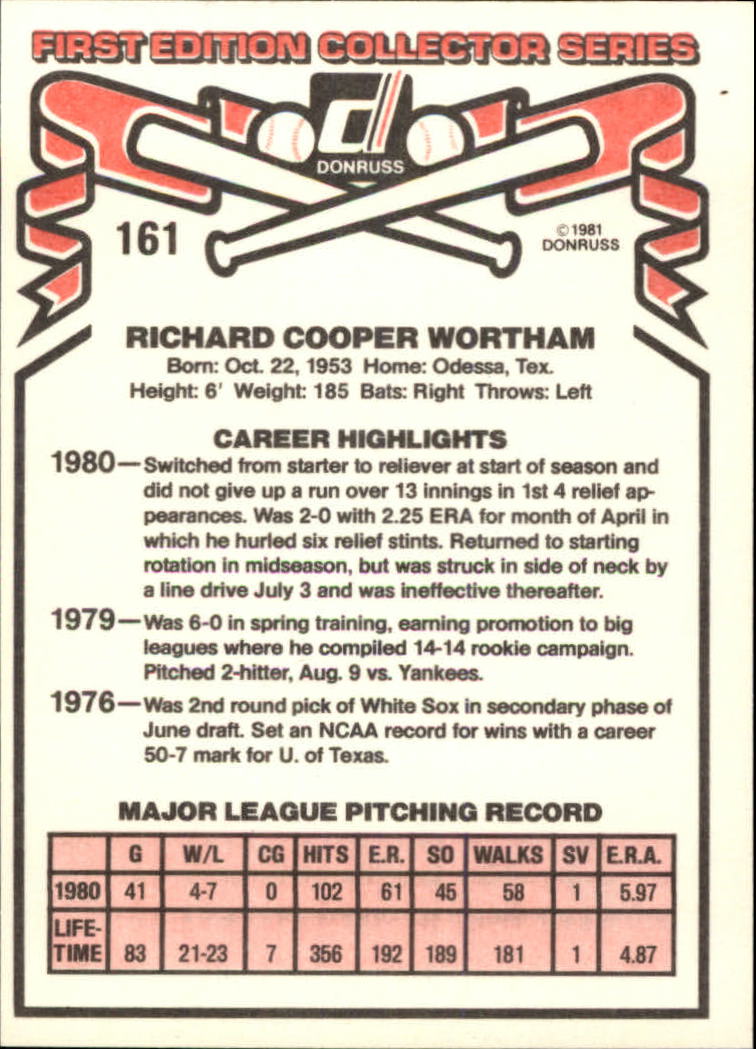 FIRST EDITION COLLECTOR SERIES
d
DONRUSS
161
©1981
DONRUSS
RICHARD COOPER WORTHAM
Born: Oct. 22, 1953 Home: Odessa, Tex.
Height: 6' Weight: 185 Bats: Right Throws: Left
CAREER HIGHLIGHTS
1980—Switched from starter to reliever at start of season and
did not give up a run over 13 innings in 1st 4 relief ap-
pearances. Was 2-0 with 2.25 ERA for month of April in
which he hurled six relief stints. Returned to starting
rotation in midseason, but was struck in side of neck by
a line drive July 3 and was ineffective thereafter.
1979—Was 6-0 in spring training, earning promotion to big
leagues where he compiled 14-14 rookie campaign.
Pitched 2-hitter, Aug. 9 vs. Yankees.
1976—Was 2nd round pick of White Sox in secondary phase of
June draft. Set an NCAA record for wins with a career
50-7 mark for U. of Texas.
MAJOR LEAGUE PITCHING RECORD
G W/L CG HITS E.R. SO WALKS SV E.R.A.
1980 41 4-7 0 102 61 45 58 1 5.97
LIFE-
TIME 83 21-23 7 356 192 189 181 1 4.87